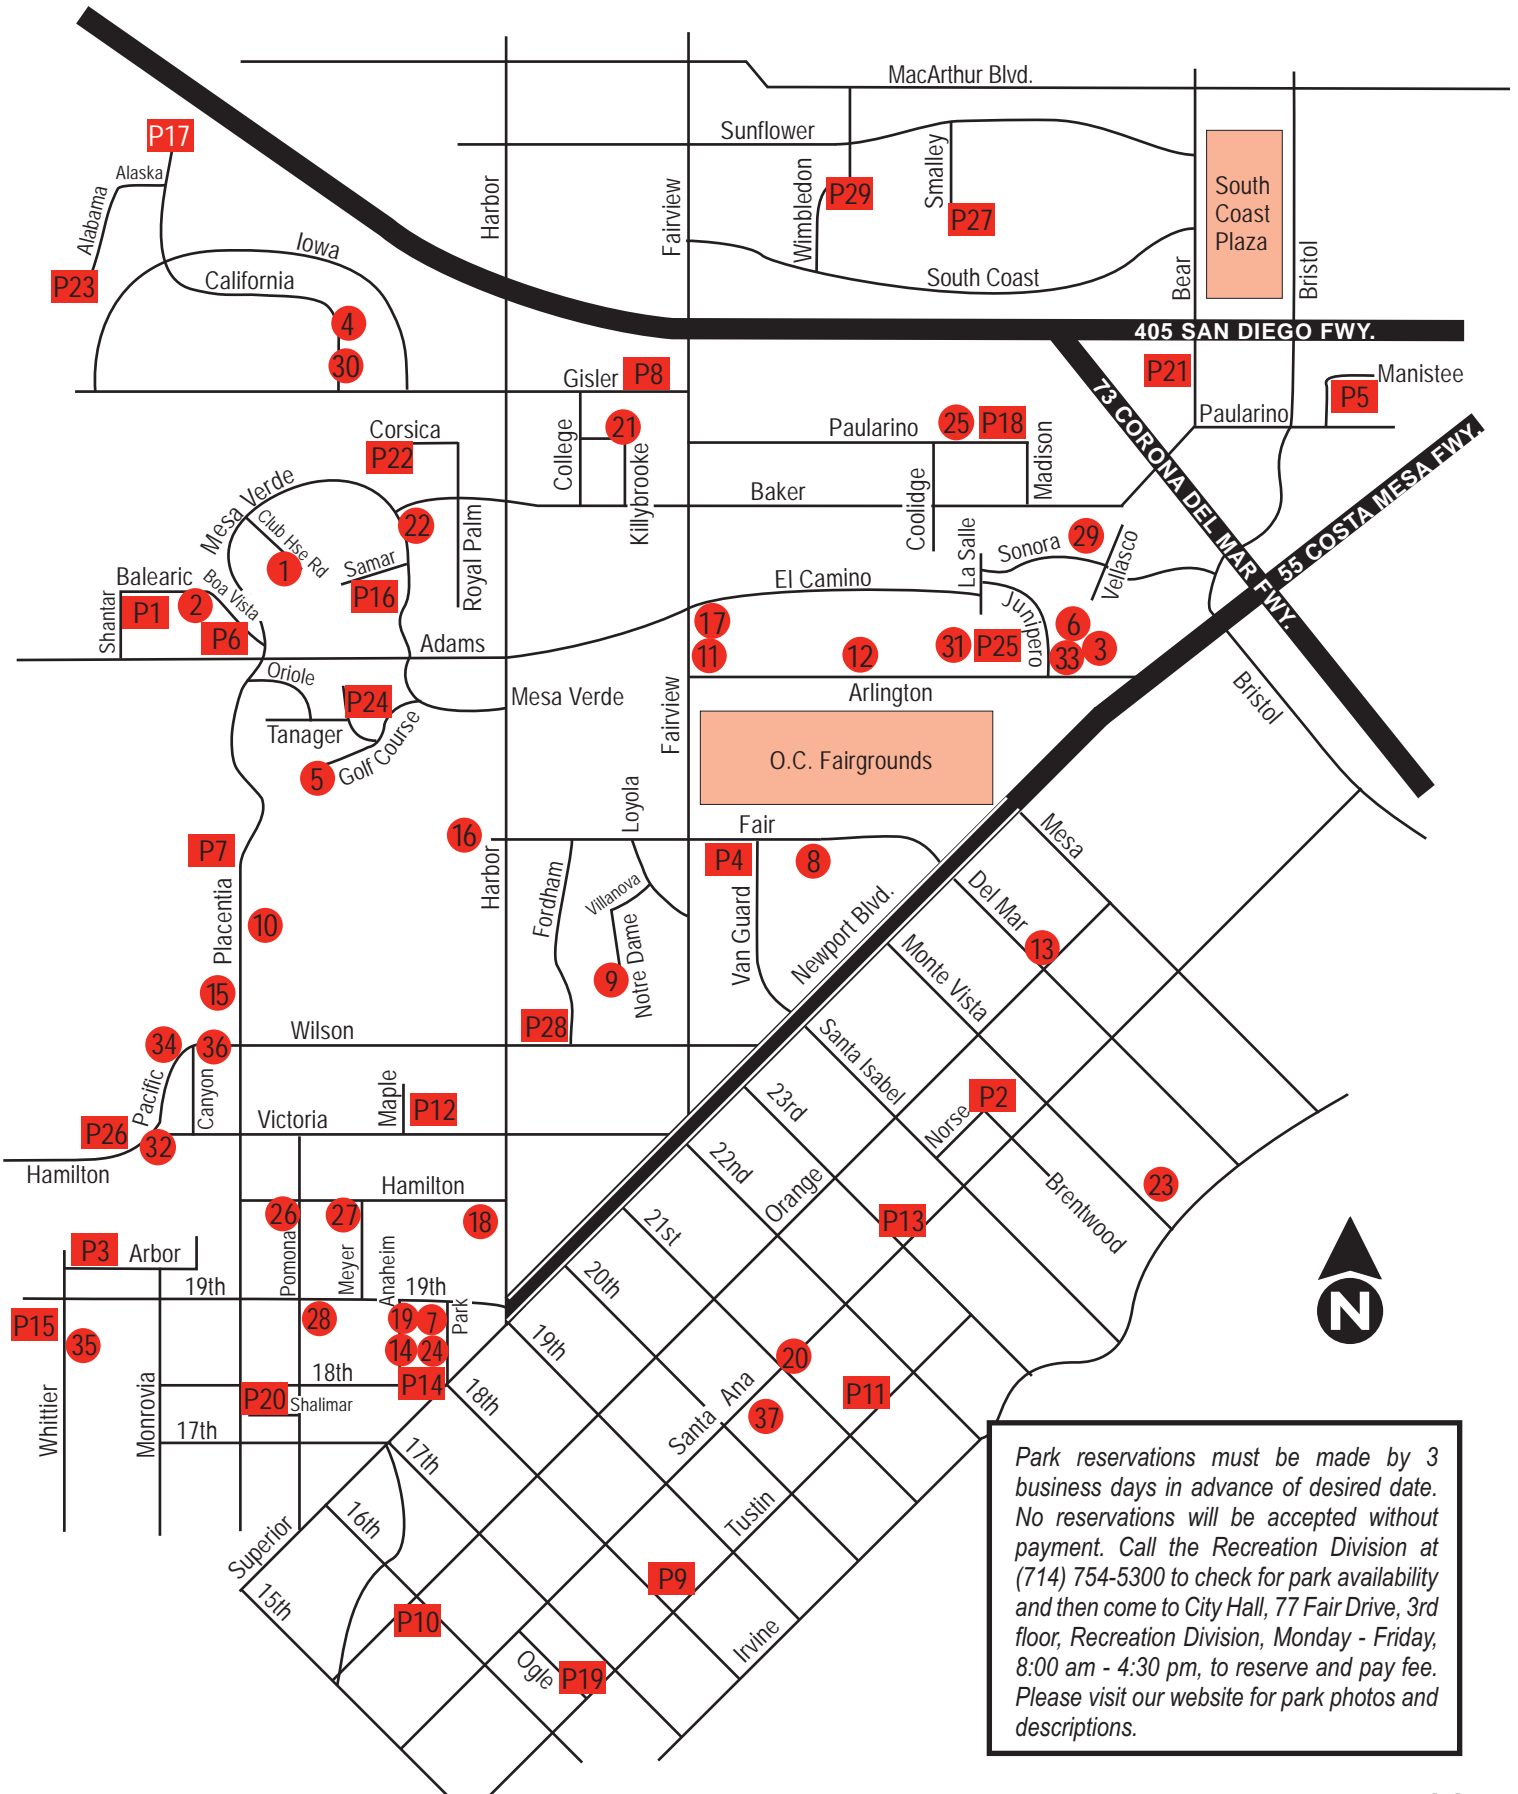 MacArthur Blvd.
Sunflower
P17
Alaska
Alabama
P23
Iowa
California
4
30
Harbor
Fairview
Wimbledon
P29
Smalley
P27
South Coast
Bear
South
Coast
Plaza
Bristol
405 SAN DIEGO FWY.
Gisler
P8
P21
Manistee
P5
Paularino
73 CORONA DEL MAR FWY.
55 COSTA MESA FWY.
Corsica
P22
College
21
Killybrooke
Paularino
25
P18
Madison
Coolidge
Baker
Mesa Verde
Club Hse Rd
1
22
Samar
P16
Royal Palm
Balearic
Boa Vista
Shantar
P1
2
P6
Adams
El Camino
La Salle
Sonora
29
Vellasco
Junipero
17
11
12
31
P25
6
33
3
Arlington
Oriole
Tanager
P24
Golf Course
5
Mesa Verde
Fairview
O.C. Fairgrounds
Bristol
P7
Placentia
10
15
16
Harbor
Loyola
Fair
Fordham
Villanova
Notre Dame
9
P4
8
Van Guard
Newport Blvd.
Mesa
Del Mar
13
Monte Vista
Santa Isabel
P28
Wilson
34
36
Pacific
Canyon
Maple
P12
Victoria
P26
32
Hamilton
23rd
22nd
21st
20th
19th
18th
17th
16th
15th
Norse
P2
Brentwood
23
Orange
P13
Hamilton
26
27
18
Pomona
Meyer
Anaheim
P3
Arbor
19th
19th
Park
P15
35
28
19
7
14
24
P14
18th
P20
Shalimar
17th
Whittier
Monrovia
Superior
Santa Ana
20
37
P11
Tustin
Irvine
P9
P10
Ogle
P19
N
Park reservations must be made by 3
business days in advance of desired date.
No reservations will be accepted without
payment. Call the Recreation Division at
(714) 754-5300 to check for park availability
and then come to City Hall, 77 Fair Drive, 3rd
floor, Recreation Division, Monday - Friday,
8:00 am - 4:30 pm, to reserve and pay fee.
Please visit our website for park photos and
descriptions.